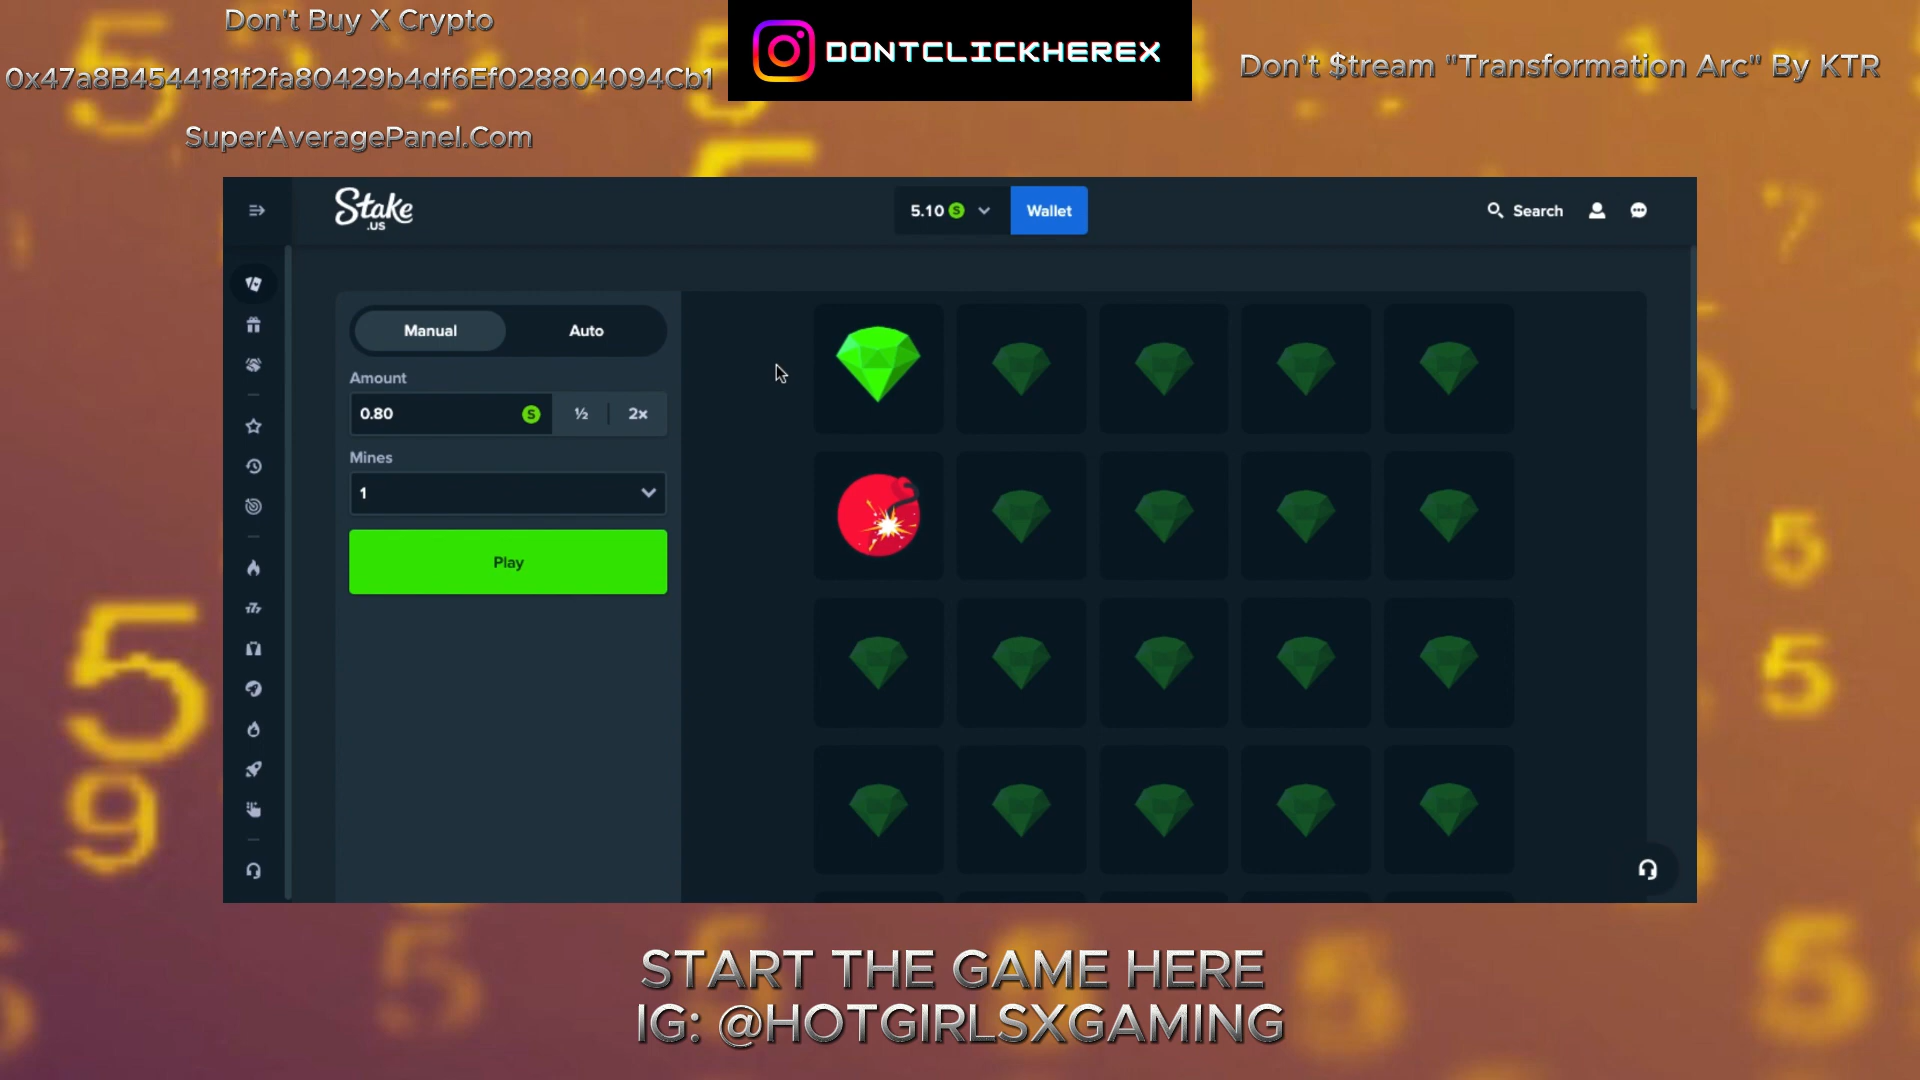 Don't Buy X Crypto
0x47a8B4544181f2fa80429b4df6Ef028804094Cb1
SuperAveragePanel.Com
DONTCLICKHEREX
Don't $tream "Transformation Arc" By KTR
Stake
.US
5.10 S
Wallet
Search
Manual
Auto
Amount
0.80 S
½
2x
Mines
1
Play
START THE GAME HERE
IG: @HOTGIRLSXGAMING